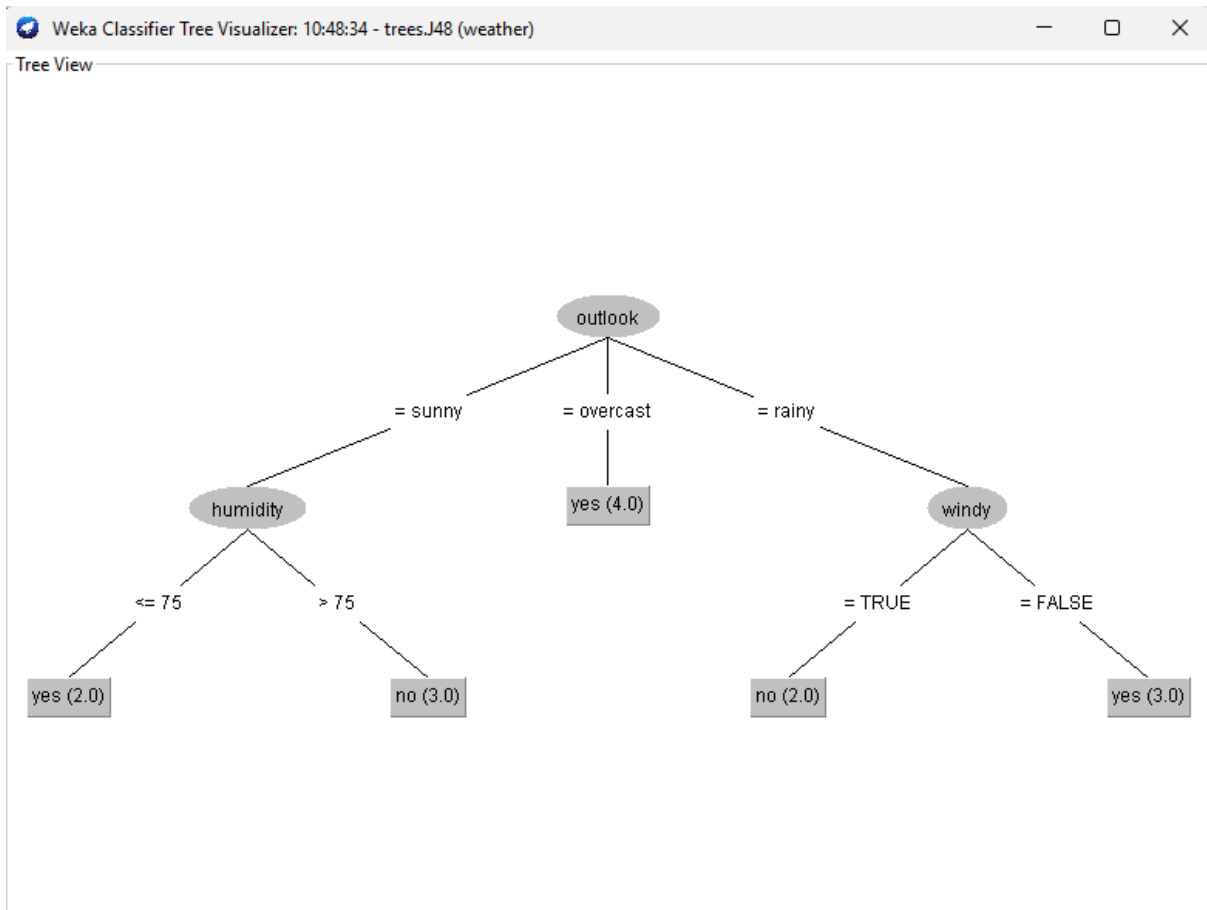 Weka Classifier Tree Visualizer: 10:48:34 - trees.J48 (weather)
Tree View
outlook
= sunny
= overcast
= rainy
humidity
yes (4.0)
windy
<= 75
> 75
= TRUE
= FALSE
yes (2.0)
no (3.0)
no (2.0)
yes (3.0)